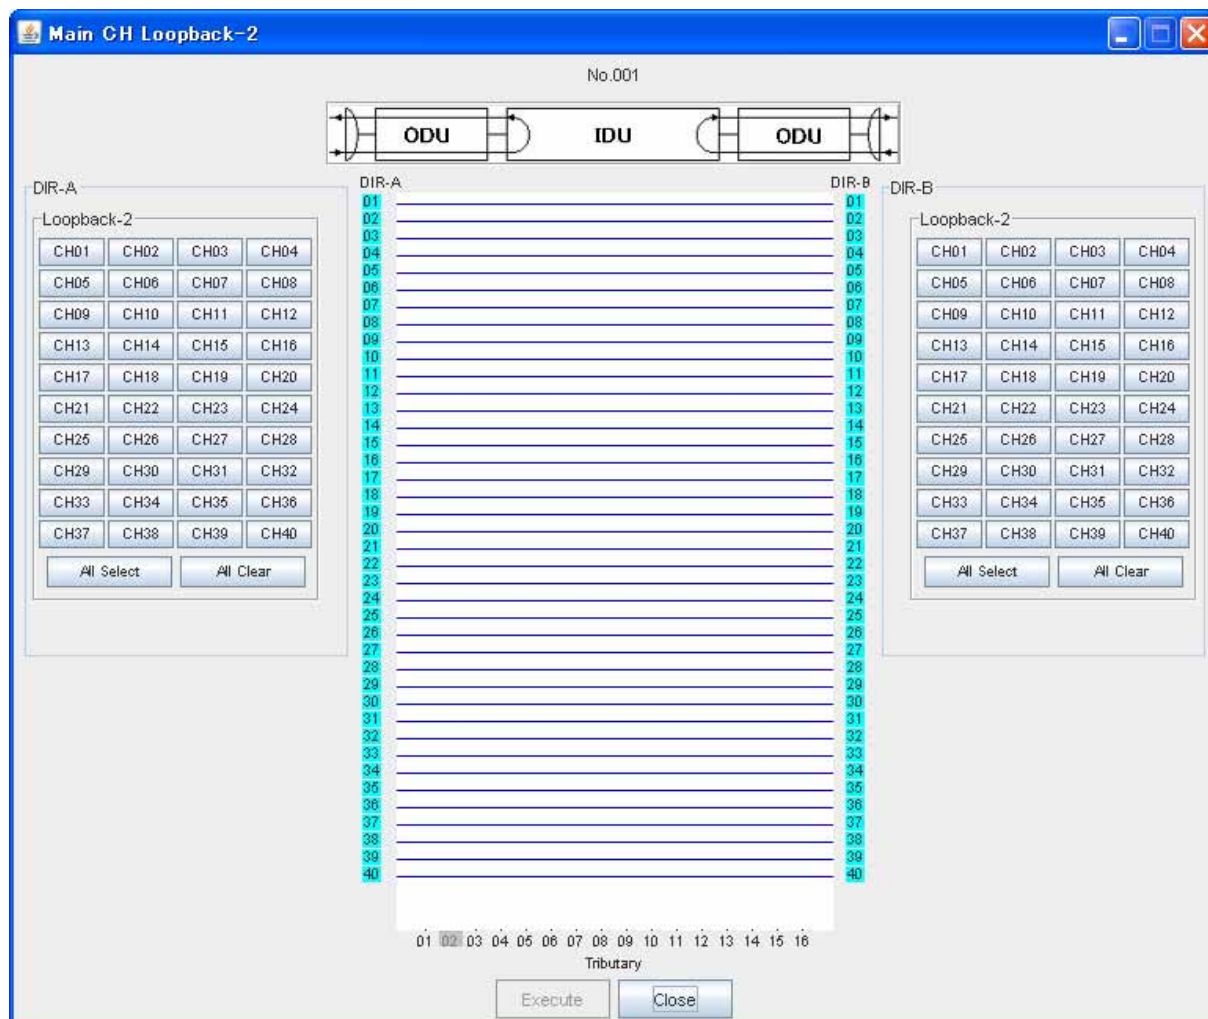 Main CH Loopback-2
No.001
ODU IDU ODU
DIR-A
Loopback-2
CH01 CH02 CH03 CH04
CH05 CH06 CH07 CH08
CH09 CH10 CH11 CH12
CH13 CH14 CH15 CH16
CH17 CH18 CH19 CH20
CH21 CH22 CH23 CH24
CH25 CH26 CH27 CH28
CH29 CH30 CH31 CH32
CH33 CH34 CH35 CH36
CH37 CH38 CH39 CH40
All Select All Clear
DIR-A DIR-B
01 01
02 02
03 03
04 04
05 05
06 06
07 07
08 08
09 09
10 10
11 11
12 12
13 13
14 14
15 15
16 16
17 17
18 18
19 19
20 20
21 21
22 22
23 23
24 24
25 25
26 26
27 27
28 28
29 29
30 30
31 31
32 32
33 33
34 34
35 35
36 36
37 37
38 38
39 39
40 40
01 02 03 04 05 06 07 08 09 10 11 12 13 14 15 16
Tributary
DIR-B
Loopback-2
CH01 CH02 CH03 CH04
CH05 CH06 CH07 CH08
CH09 CH10 CH11 CH12
CH13 CH14 CH15 CH16
CH17 CH18 CH19 CH20
CH21 CH22 CH23 CH24
CH25 CH26 CH27 CH28
CH29 CH30 CH31 CH32
CH33 CH34 CH35 CH36
CH37 CH38 CH39 CH40
All Select All Clear
Execute Close